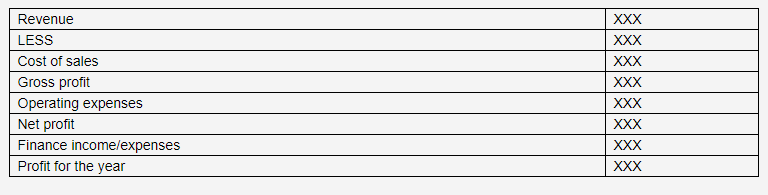 Revenue XXX
LESS XXX
Cost of sales XXX
Gross profit XXX
Operating expenses XXX
Net profit XXX
Finance income/expenses XXX
Profit for the year XXX